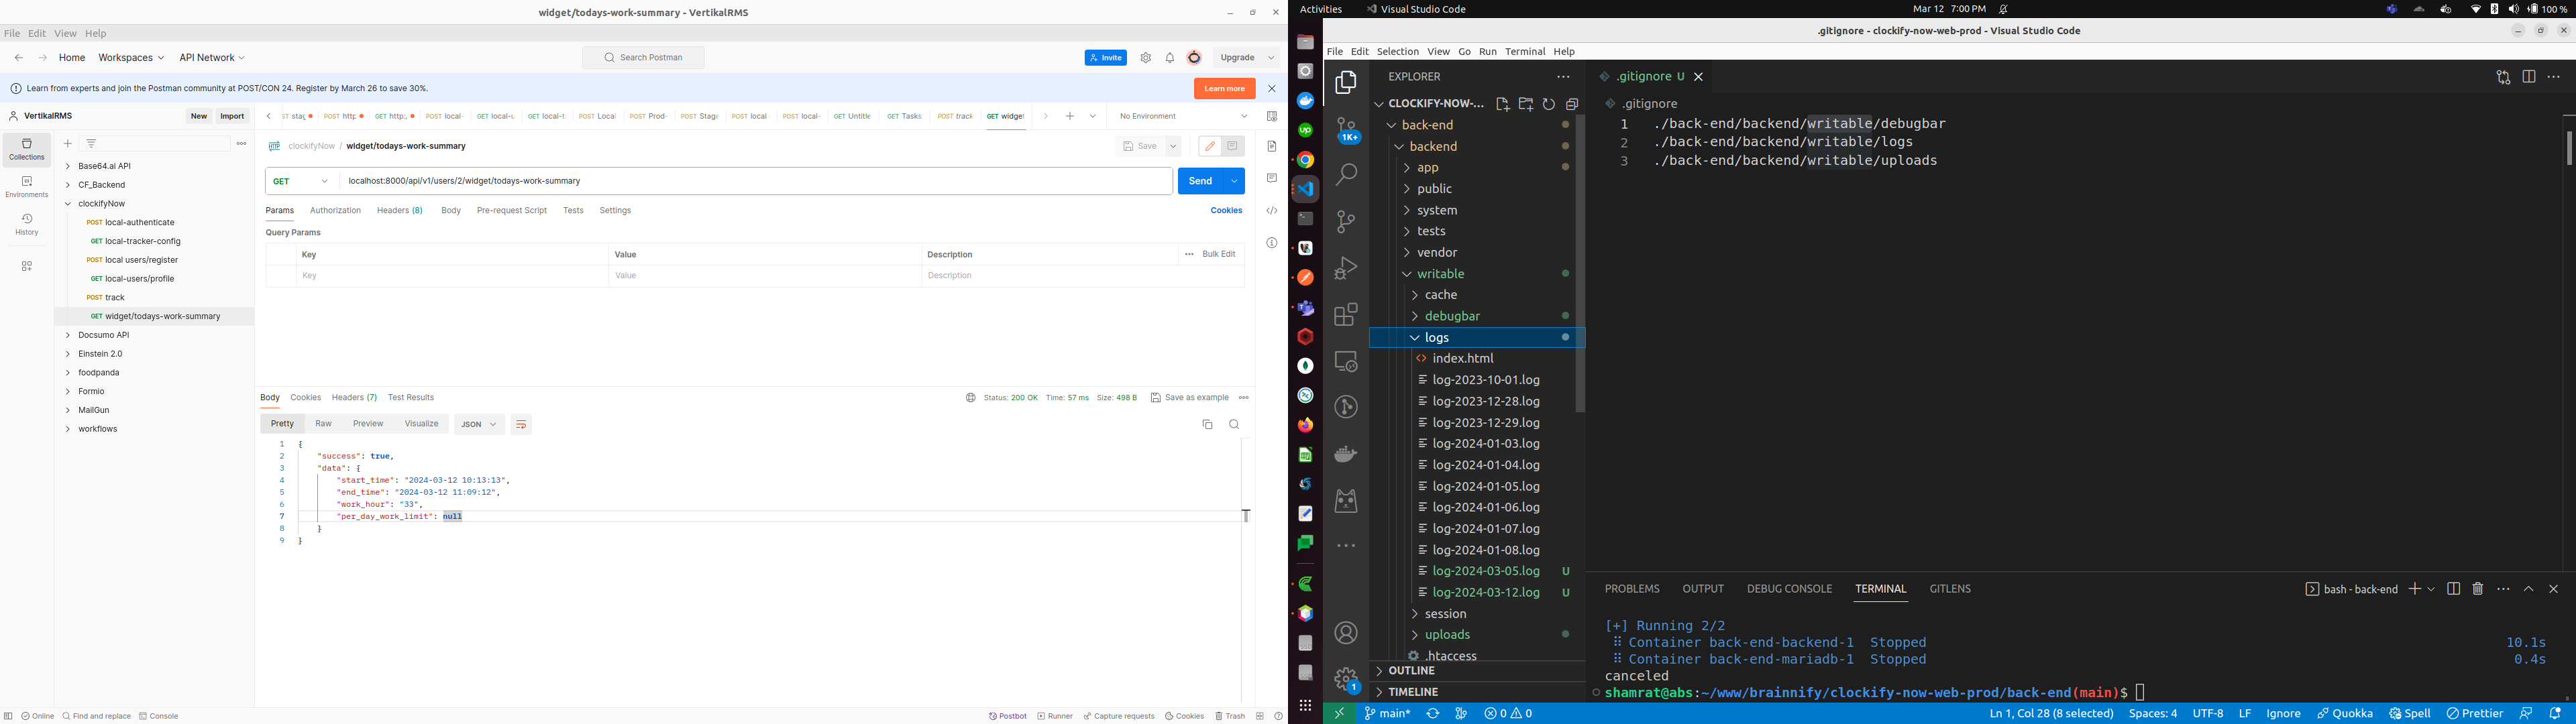 widget/todays-work-summary - VertikalRMS
File Edit View Help
Home Workspaces API Network
Search Postman
Invite
Upgrade
Learn from experts and join the Postman community at POST/CON 24. Register by March 26 to save 30%.
Learn more
VertikalRMS
New Import
Collections
Environments
History
Base64.ai API
CF_Backend
clockifyNow
POST local-authenticate
GET local-tracker-config
POST local users/register
GET local-users/profile
POST track
GET widget/todays-work-summary
Docsumo API
Einstein 2.0
foodpanda
Formio
MailGun
workflows
POST http GET http: POST local- GET local-u GET local-t POST Local POST Prod- POST Stage POST local POST local- GET Untitle GET Tasks POST track GET widget
No Environment
clockifyNow / widget/todays-work-summary
Save
GET localhost:8000/api/v1/users/2/widget/todays-work-summary
Send
Params Authorization Headers (8) Body Pre-request Script Tests Settings
Cookies
Query Params
Key Value Description
Bulk Edit
Key Value Description
Body Cookies Headers (7) Test Results
Status: 200 OK Time: 57 ms Size: 498 B
Save as example
Pretty Raw Preview Visualize JSON
1 {
2 "success": true,
3 "data": {
4 "start_time": "2024-03-12 10:13:13",
5 "end_time": "2024-03-12 11:09:12",
6 "work_hour": "33",
7 "per_day_work_limit": null
8 }
9 }
Online Find and replace Console
Postbot Runner Capture requests Cookies Trash
Activities Visual Studio Code
Mar 12 7:00 PM
100 %
.gitignore - clockify-now-web-prod - Visual Studio Code
File Edit Selection View Go Run Terminal Help
1K+
1
EXPLORER
CLOCKIFY-NOW-...
back-end
backend
app
public
system
tests
vendor
writable
cache
debugbar
logs
index.html
log-2023-10-01.log
log-2023-12-28.log
log-2023-12-29.log
log-2024-01-03.log
log-2024-01-04.log
log-2024-01-05.log
log-2024-01-06.log
log-2024-01-07.log
log-2024-01-08.log
log-2024-03-05.log U
log-2024-03-12.log U
session
uploads
.htaccess
OUTLINE
TIMELINE
.gitignore U
.gitignore
1 ./back-end/backend/writable/debugbar
2 ./back-end/backend/writable/logs
3 ./back-end/backend/writable/uploads
PROBLEMS OUTPUT DEBUG CONSOLE TERMINAL GITLENS
bash - back-end
[+] Running 2/2
Container back-end-backend-1 Stopped 10.1s
Container back-end-mariadb-1 Stopped 0.4s
canceled
shamrat@abs:~/www/brainnify/clockify-now-web-prod/back-end(main)$
main*
0 0
Ln 1, Col 28 (8 selected) Spaces: 4 UTF-8 LF Ignore Quokka Spell Prettier